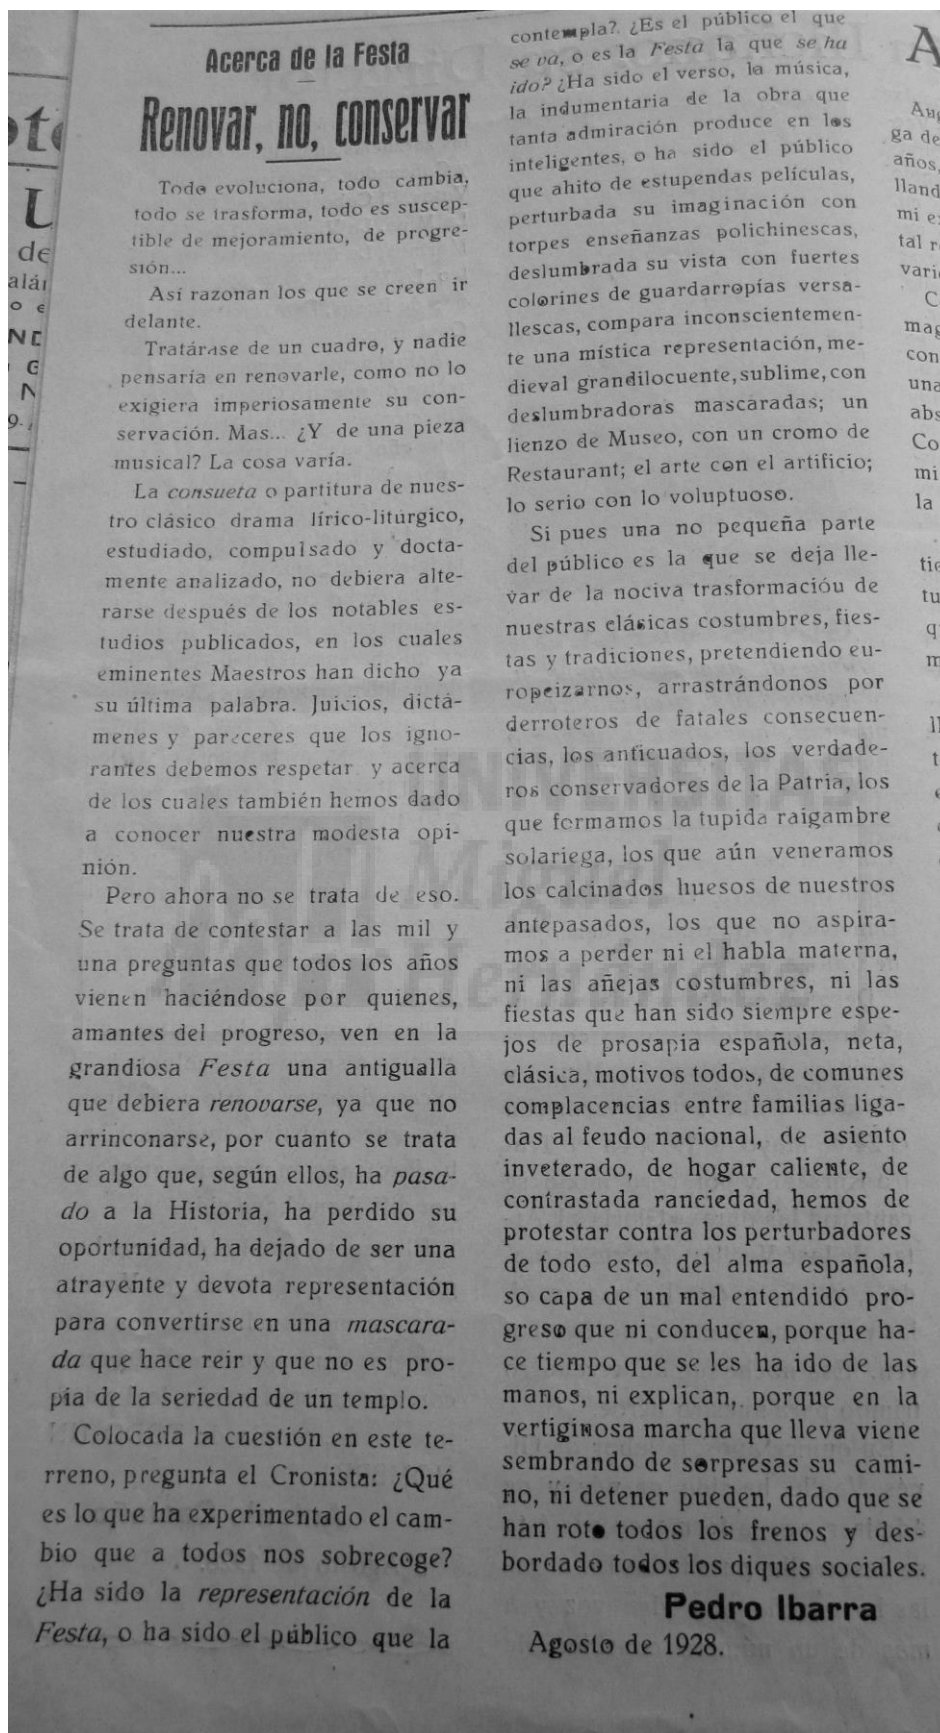 Acerca de la Festa
Renovar, no, conservar
Todo evoluciona, todo cambia,
todo se trasforma, todo es suscep-
tible de mejoramiento, de progre-
sión...
Así razonan los que se creen ir
delante.
Tratárase de un cuadro, y nadie
pensaría en renovarle, como no lo
exigiera imperiosamente su con-
servación. Mas... ¿Y de una pieza
musical? La cosa varía.
La consueta o partitura de nues-
tro clásico drama lírico-litúrgico,
estudiado, compulsado y docta-
mente analizado, no debiera alte-
rarse después de los notables es-
tudios publicados, en los cuales
eminentes Maestros han dicho ya
su última palabra. Juicios, dictá-
menes y pareceres que los igno-
rantes debemos respetar y acerca
de los cuales también hemos dado
a conocer nuestra modesta opi-
nión.
Pero ahora no se trata de eso.
Se trata de contestar a las mil y
una preguntas que todos los años
vienen haciéndose por quienes,
amantes del progreso, ven en la
grandiosa Festa una antigualla
que debiera renovarse, ya que no
arrinconarse, por cuanto se trata
de algo que, según ellos, ha pasa-
do a la Historia, ha perdido su
oportunidad, ha dejado de ser una
atrayente y devota representación
para convertirse en una mascara-
da que hace reir y que no es pro-
pia de la seriedad de un templo.
Colocada la cuestión en este te-
rreno, pregunta el Cronista: ¿Qué
es lo que ha experimentado el cam-
bio que a todos nos sobrecoge?
¿Ha sido la representación de la
Festa, o ha sido el público que la
contempla? ¿Es el público el que
se va, o es la Festa la que se ha
ido? ¿Ha sido el verso, la música,
la indumentaria de la obra que
tanta admiración produce en los
inteligentes, o ha sido el público
que ahito de estupendas películas,
perturbada su imaginación con
torpes enseñanzas polichinescas,
deslumbrada su vista con fuertes
colorines de guardarropías versa-
llescas, compara inconscientemen-
te una mística representación, me-
dieval grandilocuente, sublime, con
deslumbradoras mascaradas; un
lienzo de Museo, con un cromo de
Restaurant; el arte con el artificio;
lo serio con lo voluptuoso.
Si pues una no pequeña parte
del público es la que se deja lle-
var de la nociva trasformacióu de
nuestras clásicas costumbres, fies-
tas y tradiciones, pretendiendo eu-
ropeizarnos, arrastrándonos por
derroteros de fatales consecuen-
cias, los anticuados, los verdade-
ros conservadores de la Patria, los
que formamos la tupida raigambre
solariega, los que aún veneramos
los calcinados huesos de nuestros
antepasados, los que no aspira-
mos a perder ni el habla materna,
ni las añejas costumbres, ni las
fiestas que han sido siempre espe-
jos de prosapia española, neta,
clásica, motivos todos, de comunes
complacencias entre familias liga-
das al feudo nacional, de asiento
inveterado, de hogar caliente, de
contrastada ranciedad, hemos de
protestar contra los perturbadores
de todo esto, del alma española,
so capa de un mal entendido pro-
greso que ni conducen, porque ha-
ce tiempo que se les ha ido de las
manos, ni explican, porque en la
vertiginosa marcha que lleva viene
sembrando de sorpresas su cami-
no, ni detener pueden, dado que se
han roto todos los frenos y des-
bordado todos los diques sociales.
Pedro Ibarra
Agosto de 1928.